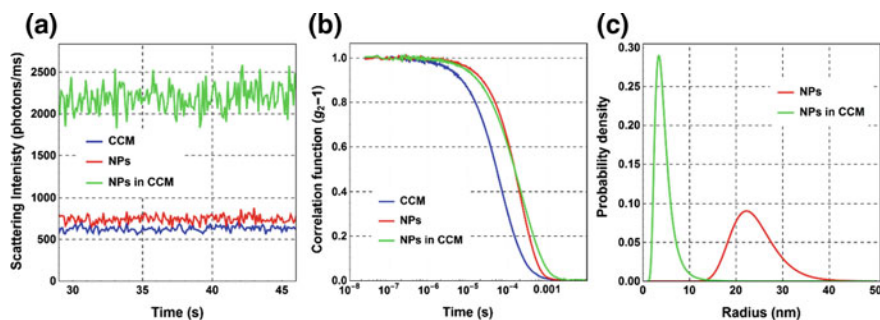 (a)
Scattering Intenisty (photons/ms)
2500
2000
1500
1000
500
0
CCM
NPs
NPs in CCM
30
35
40
45
Time (s)
(b)
Correlation function (g₂–1)
1.0
0.8
0.6
0.4
0.2
0.0
CCM
NPs
NPs in CCM
10⁻⁸
10⁻⁷
10⁻⁶
10⁻⁵
10⁻⁴
0.001
Time (s)
(c)
Probability density
0.30
0.25
0.20
0.15
0.10
0.05
0.00
NPs
NPs in CCM
0
10
20
30
40
50
Radius (nm)